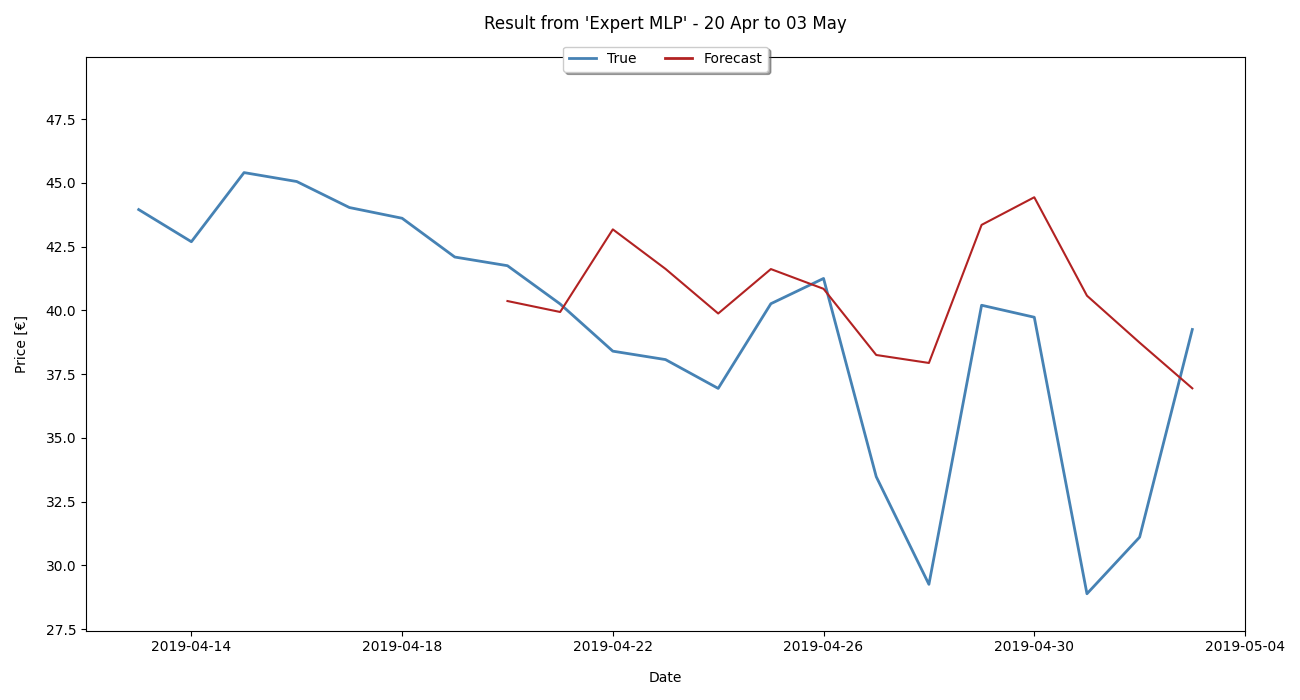 Result from 'Expert MLP' - 20 Apr to 03 May
True Forecast
47.5
45.0
42.5
40.0
37.5
35.0
32.5
30.0
27.5
Price [€]
2019-04-14 2019-04-18 2019-04-22 2019-04-26 2019-04-30 2019-05-04
Date